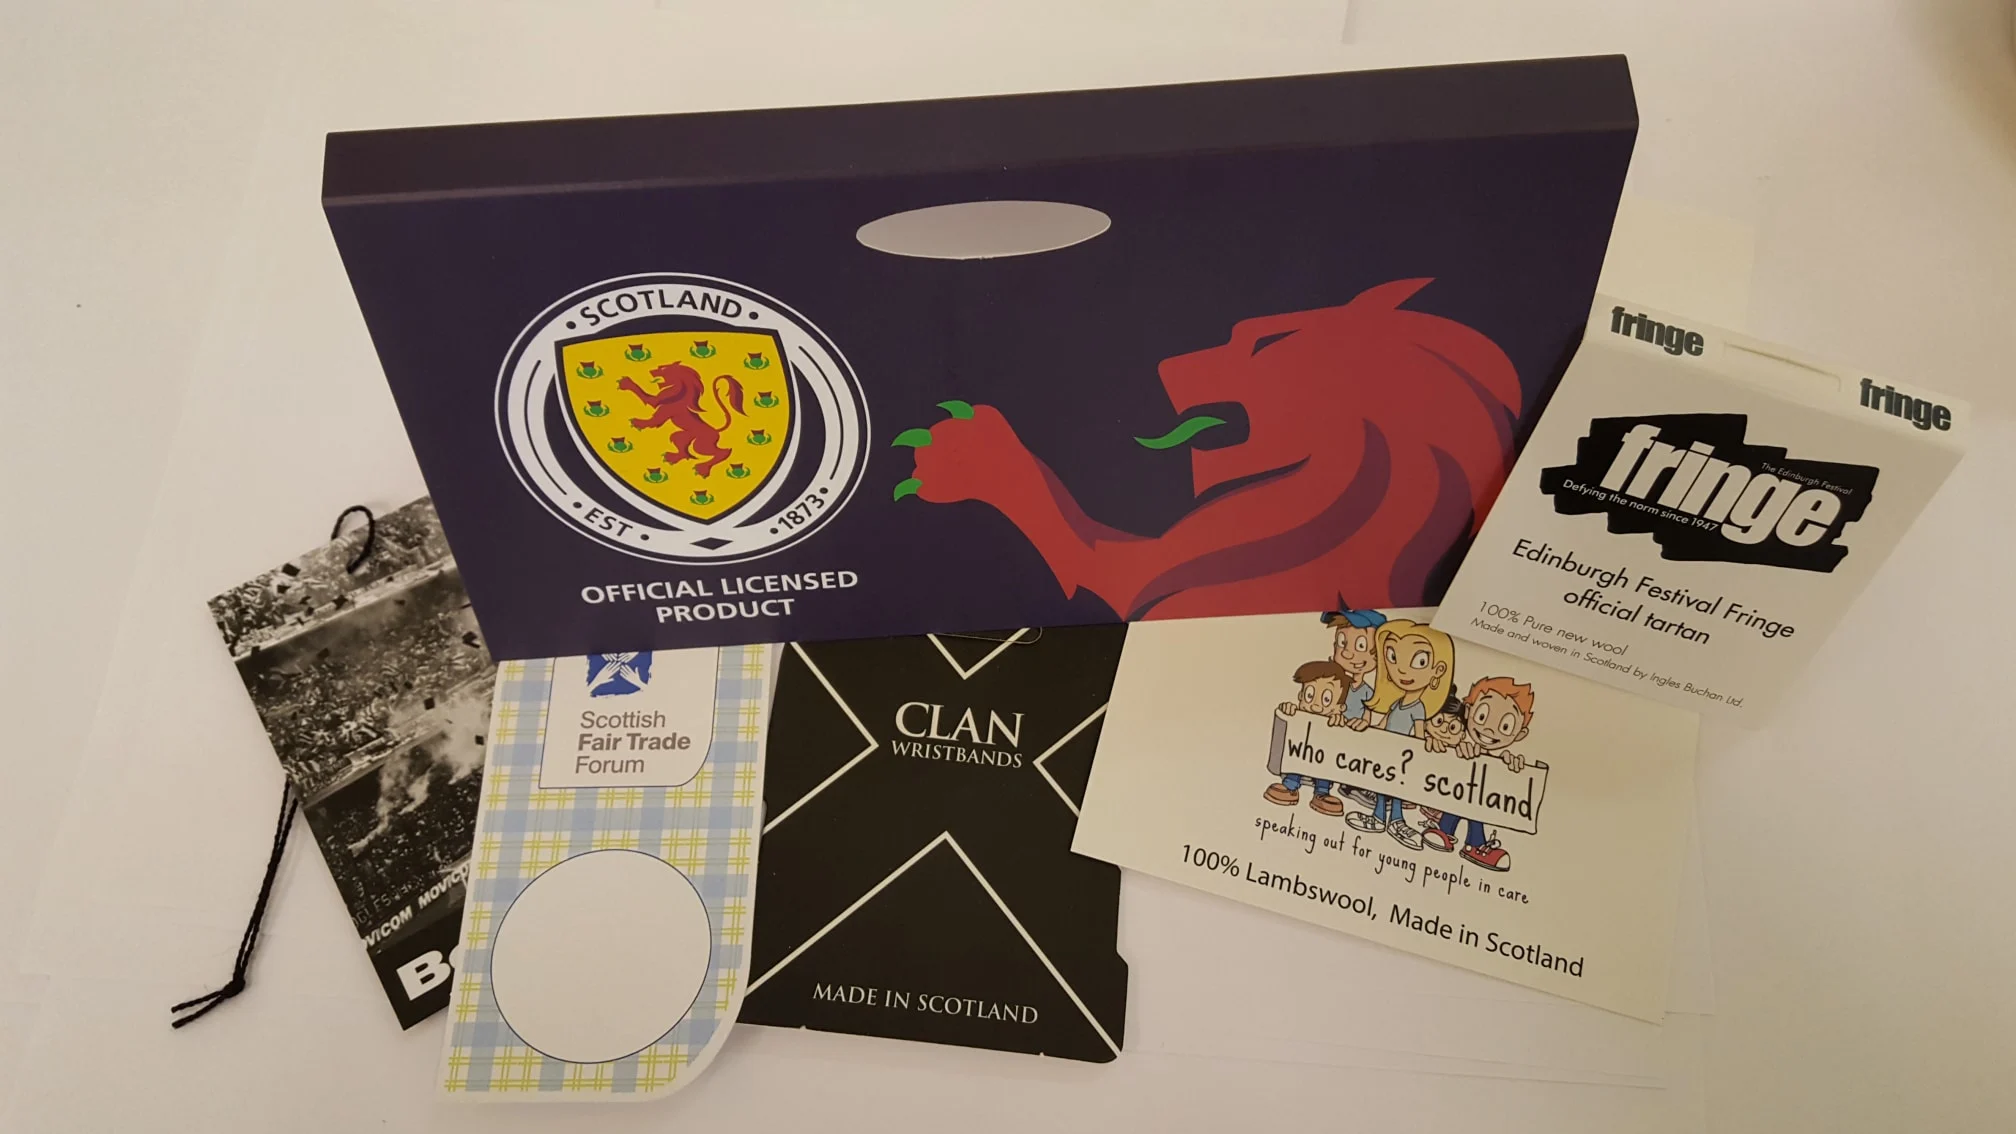 SCOTLAND
EST
1873
OFFICIAL LICENSED
PRODUCT
fringe
fringe
The Edinburgh Festival
fringe
Defying the norm since 1947
Edinburgh Festival Fringe
official tartan
100% Pure new wool
Made and woven in Scotland by Ingles Buchan Ltd.
Scottish
Fair Trade
Forum
CLAN
WRISTBANDS
MADE IN SCOTLAND
who cares? scotland
speaking out for young people in care
100% Lambswool, Made in Scotland